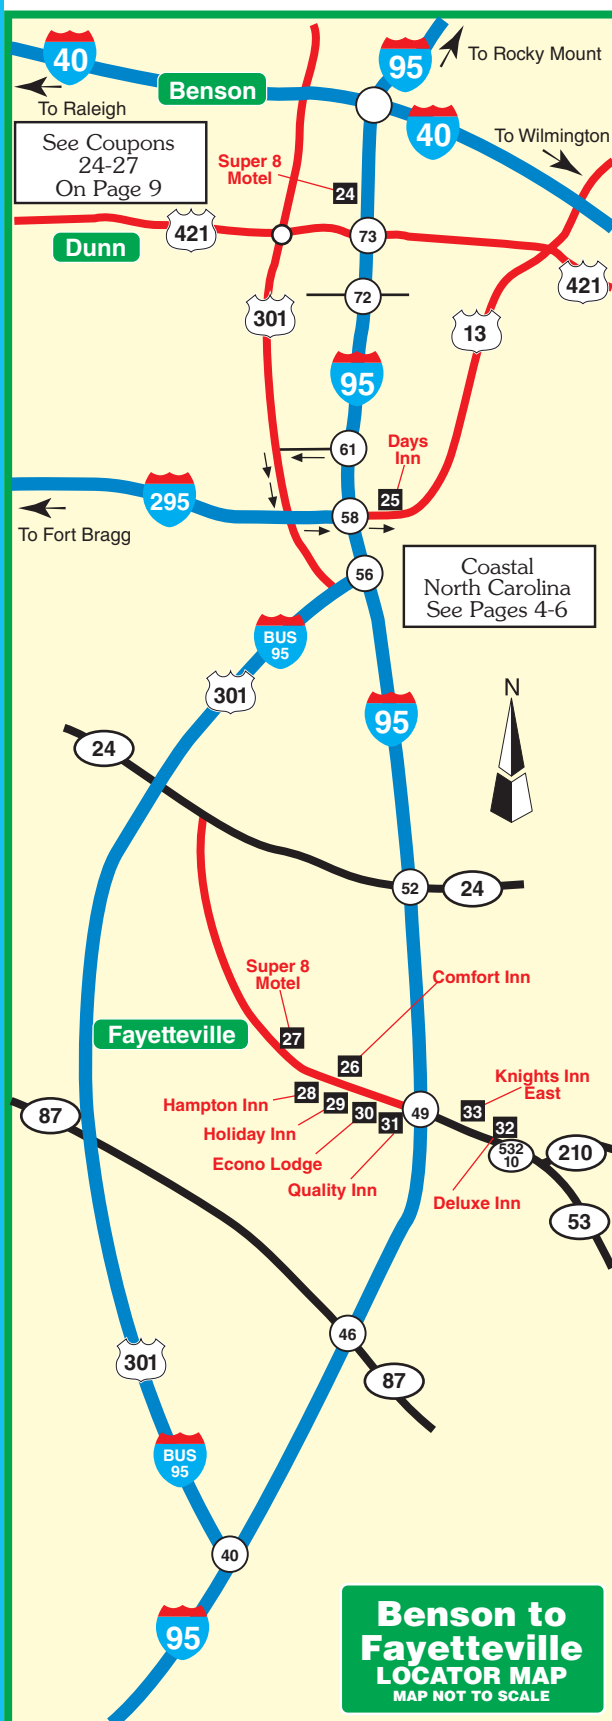 40
95
To Rocky Mount
To Raleigh
Benson
40
To Wilmington
See Coupons
24-27
On Page 9
Super 8
Motel
24
421
Dunn
73
421
72
301
13
95
61
Days
Inn
25
295
58
To Fort Bragg
56
Coastal
North Carolina
See Pages 4-6
BUS
95
301
N
95
24
52
24
Super 8
Motel
Comfort Inn
27
Fayetteville
26
Knights Inn
East
28
Hampton Inn
29
Holiday Inn
30
Econo Lodge
31
Quality Inn
49
33
32
532
10
210
Deluxe Inn
53
87
46
301
87
BUS
95
40
95
Benson to
Fayetteville
LOCATOR MAP
MAP NOT TO SCALE